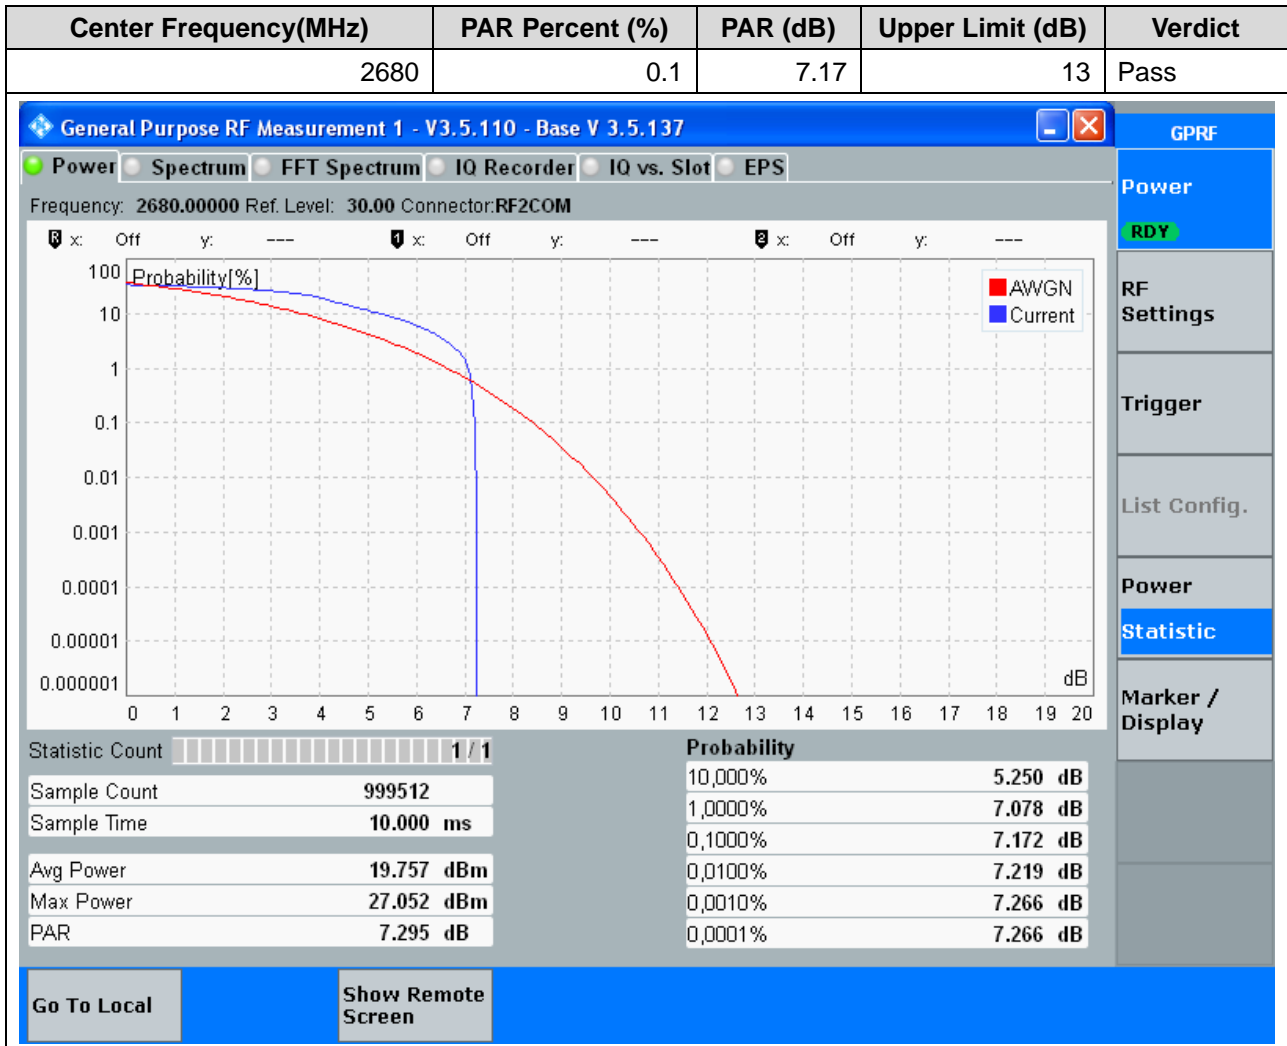 Center Frequency(MHz) PAR Percent (%) PAR (dB) Upper Limit (dB) Verdict
2680 0.1 7.17 13 Pass
General Purpose RF Measurement 1 - V3.5.110 - Base V 3.5.137
GPRF
Power Spectrum FFT Spectrum IQ Recorder IQ vs. Slot EPS
Frequency: 2680.00000 Ref. Level: 30.00 Connector:RF2COM
R x: Off y: --- 1 x: Off y: --- 2 x: Off y: ---
Probability[%]
100
10
1
0.1
0.01
0.001
0.0001
0.00001
0.000001
AWGN
Current
dB
0 1 2 3 4 5 6 7 8 9 10 11 12 13 14 15 16 17 18 19 20
Statistic Count 1 / 1
Sample Count 999512
Sample Time 10.000 ms
Avg Power 19.757 dBm
Max Power 27.052 dBm
PAR 7.295 dB
Probability
10,000% 5.250 dB
1,0000% 7.078 dB
0,1000% 7.172 dB
0,0100% 7.219 dB
0,0010% 7.266 dB
0,0001% 7.266 dB
Power
RDY
RF
Settings
Trigger
List Config.
Power
Statistic
Marker /
Display
Go To Local
Show Remote
Screen